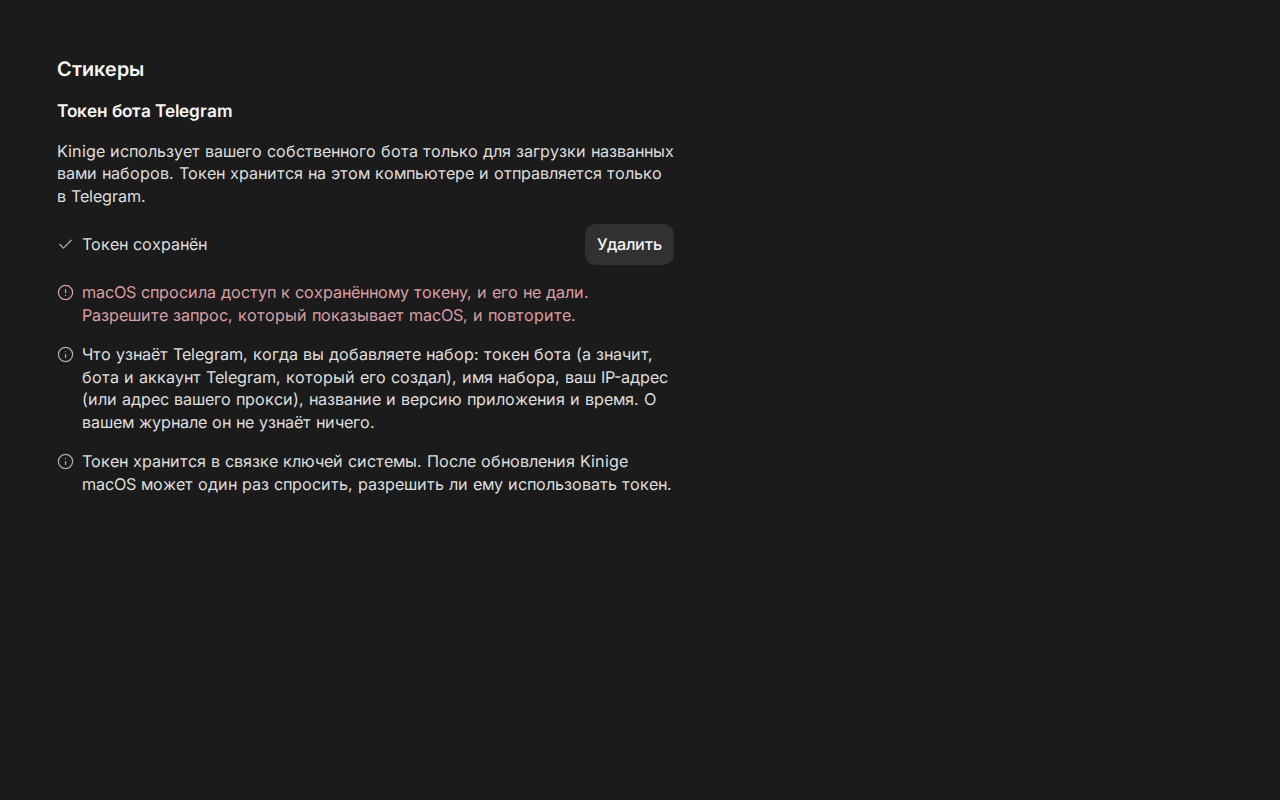 Стикеры
Токен бота Telegram
Kinige использует вашего собственного бота только для загрузки названных
вами наборов. Токен хранится на этом компьютере и отправляется только
в Telegram.
Токен сохранён
Удалить
macOS спросила доступ к сохранённому токену, и его не дали.
Разрешите запрос, который показывает macOS, и повторите.
Что узнаёт Telegram, когда вы добавляете набор: токен бота (а значит,
бота и аккаунт Telegram, который его создал), имя набора, ваш IP-адрес
(или адрес вашего прокси), название и версию приложения и время. О
вашем журнале он не узнаёт ничего.
Токен хранится в связке ключей системы. После обновления Kinige
macOS может один раз спросить, разрешить ли ему использовать токен.